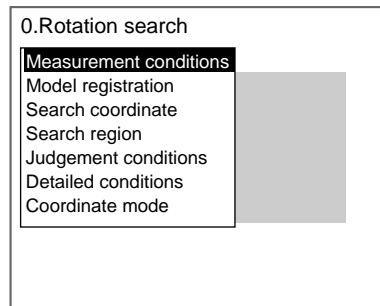 0.Rotation search
Measurement conditions
Model registration
Search coordinate
Search region
Judgement conditions
Detailed conditions
Coordinate mode